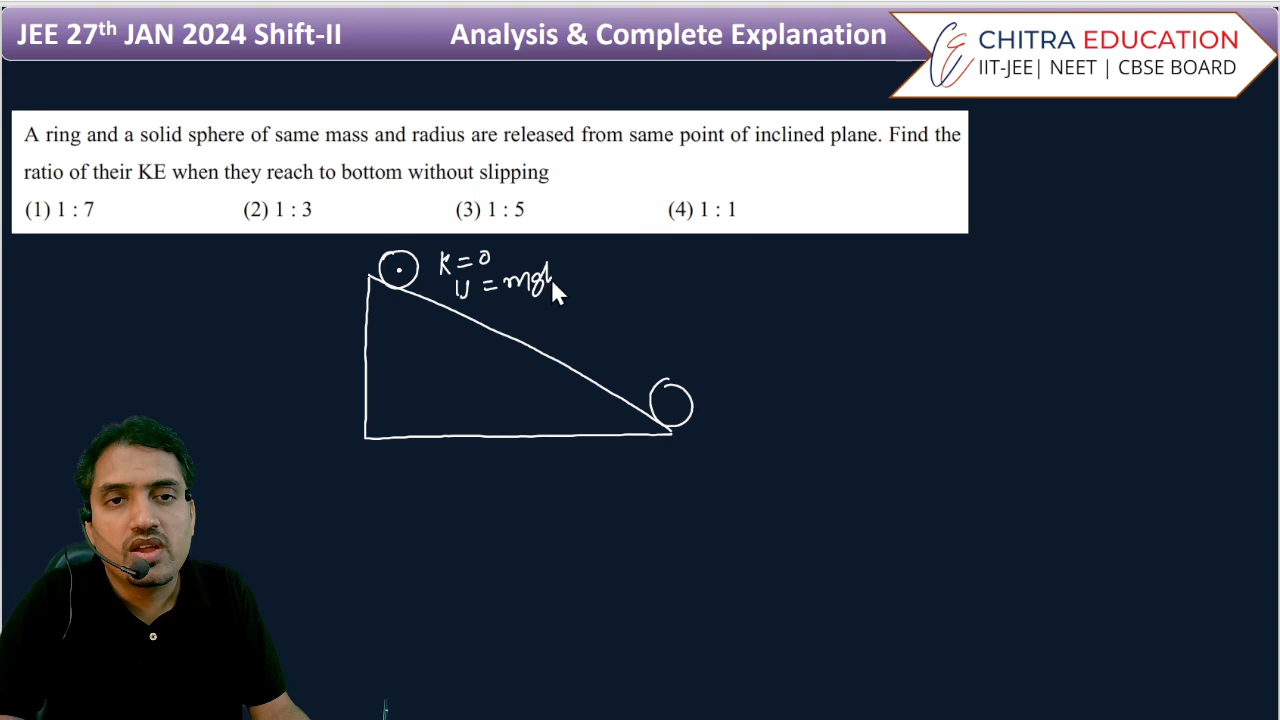 JEE 27th JAN 2024 Shift-II
Analysis & Complete Explanation
CHITRA EDUCATION
IIT-JEE| NEET | CBSE BOARD
A ring and a solid sphere of same mass and radius are released from same point of inclined plane. Find the
ratio of their KE when they reach to bottom without slipping
(1) 1 : 7
(2) 1 : 3
(3) 1 : 5
(4) 1 : 1
K = 0
U = mg